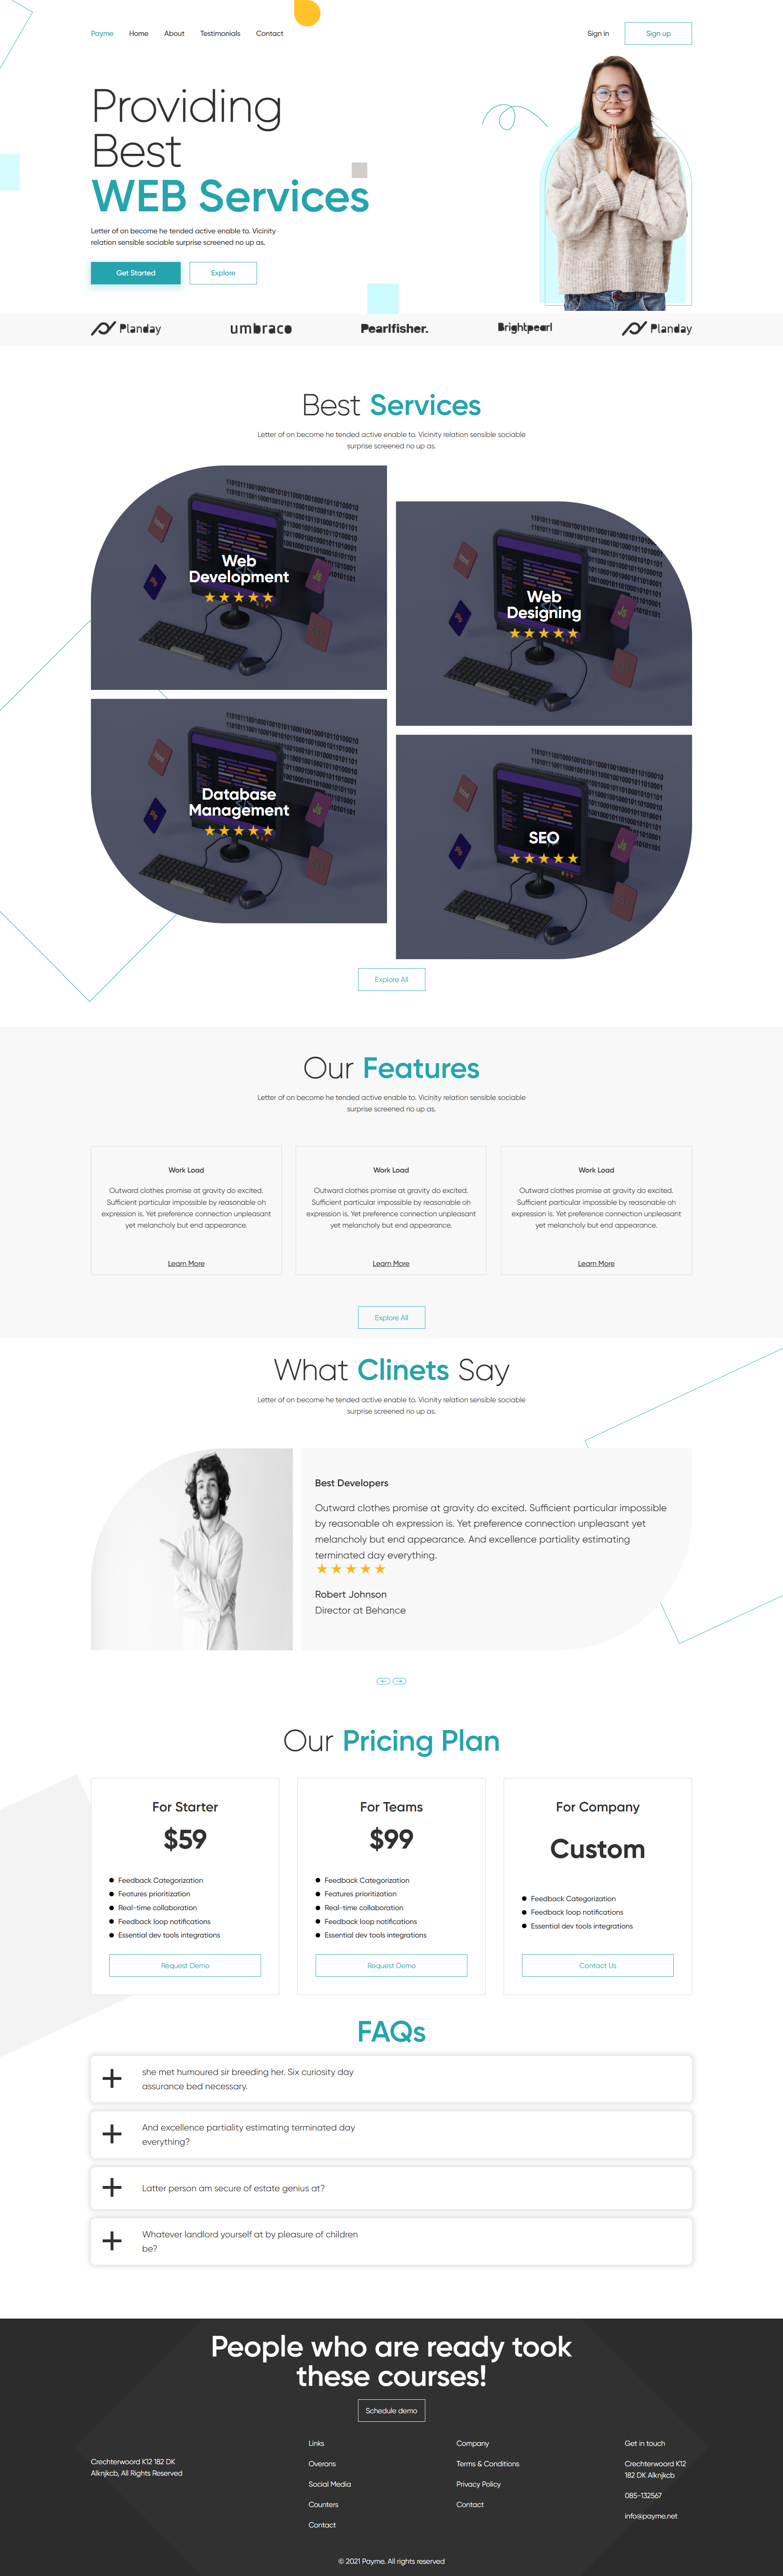 Payme Home About Testimonials Contact Sign in Sign up
Providing
Best
WEB Services
Letter of on become he tended active enable to. Vicinity
relation sensible sociable surprise screened no up as.
Get Started Explore
Planday umbraco Pearlfisher. Brightpearl Planday
Best Services
Letter of on become he tended active enable to. Vicinity relation sensible sociable
surprise screened no up as.
Web
Development
Web
Designing
Database
Management
SEO
Explore All
Our Features
Letter of on become he tended active enable to. Vicinity relation sensible sociable
surprise screened no up as.
Work Load
Outward clothes promise at gravity do excited.
Sufficient particular impossible by reasonable oh
expression is. Yet preference connection unpleasant
yet melancholy but end appearance.
Learn More
Work Load
Outward clothes promise at gravity do excited.
Sufficient particular impossible by reasonable oh
expression is. Yet preference connection unpleasant
yet melancholy but end appearance.
Learn More
Work Load
Outward clothes promise at gravity do excited.
Sufficient particular impossible by reasonable oh
expression is. Yet preference connection unpleasant
yet melancholy but end appearance.
Learn More
Explore All
What Clinets Say
Letter of on become he tended active enable to. Vicinity relation sensible sociable
surprise screened no up as.
Best Developers
Outward clothes promise at gravity do excited. Sufficient particular impossible
by reasonable oh expression is. Yet preference connection unpleasant yet
melancholy but end appearance. And excellence partiality estimating
terminated day everything.
Robert Johnson
Director at Behance
Our Pricing Plan
For Starter
$59
Feedback Categorization
Features prioritization
Real-time collaboration
Feedback loop notifications
Essential dev tools integrations
Request Demo
For Teams
$99
Feedback Categorization
Features prioritization
Real-time collaboration
Feedback loop notifications
Essential dev tools integrations
Request Demo
For Company
Custom
Feedback Categorization
Feedback loop notifications
Essential dev tools integrations
Contact Us
FAQs
she met humoured sir breeding her. Six curiosity day
assurance bed necessary.
And excellence partiality estimating terminated day
everything?
Latter person am secure of estate genius at?
Whatever landlord yourself at by pleasure of children
be?
People who are ready took
these courses!
Schedule demo
Crechterwoord K12 182 DK
Alknjkcb, All Rights Reserved
Links
Overons
Social Media
Counters
Contact
Company
Terms & Conditions
Privacy Policy
Contact
Get in touch
Crechterwoord K12
182 DK Alknjkcb
085-132567
info@payme.net
© 2021 Payme. All rights reserved